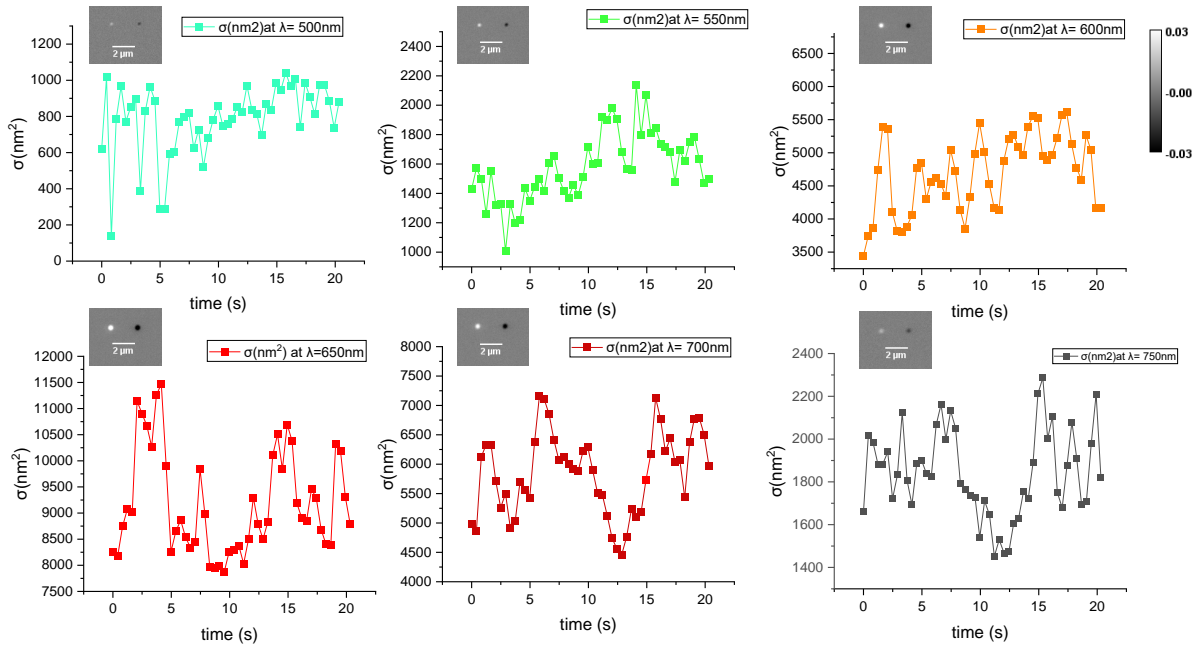 2 µm
σ(nm2)at λ= 500nm
1200
1000
800
600
400
200
0
σ(nm²)
0 5 10 15 20
time (s)
2 µm
σ(nm2)at λ= 550nm
2400
2200
2000
1800
1600
1400
1200
1000
σ(nm²)
0 5 10 15 20
time (s)
2 µm
σ(nm2)at λ= 600nm
6500
6000
5500
5000
4500
4000
3500
σ(nm²)
0 5 10 15 20
time (s)
0.03
-0.00
-0.03
2 µm
σ(nm²) at λ=650nm
12000
11500
11000
10500
10000
9500
9000
8500
8000
7500
σ(nm²)
0 5 10 15 20
time (s)
2 µm
σ(nm2)at λ= 700nm
8000
7500
7000
6500
6000
5500
5000
4500
4000
σ(nm²)
0 5 10 15 20
time (s)
2 µm
σ(nm2)at λ= 750nm
2400
2200
2000
1800
1600
1400
σ(nm²)
0 5 10 15 20
time (s)